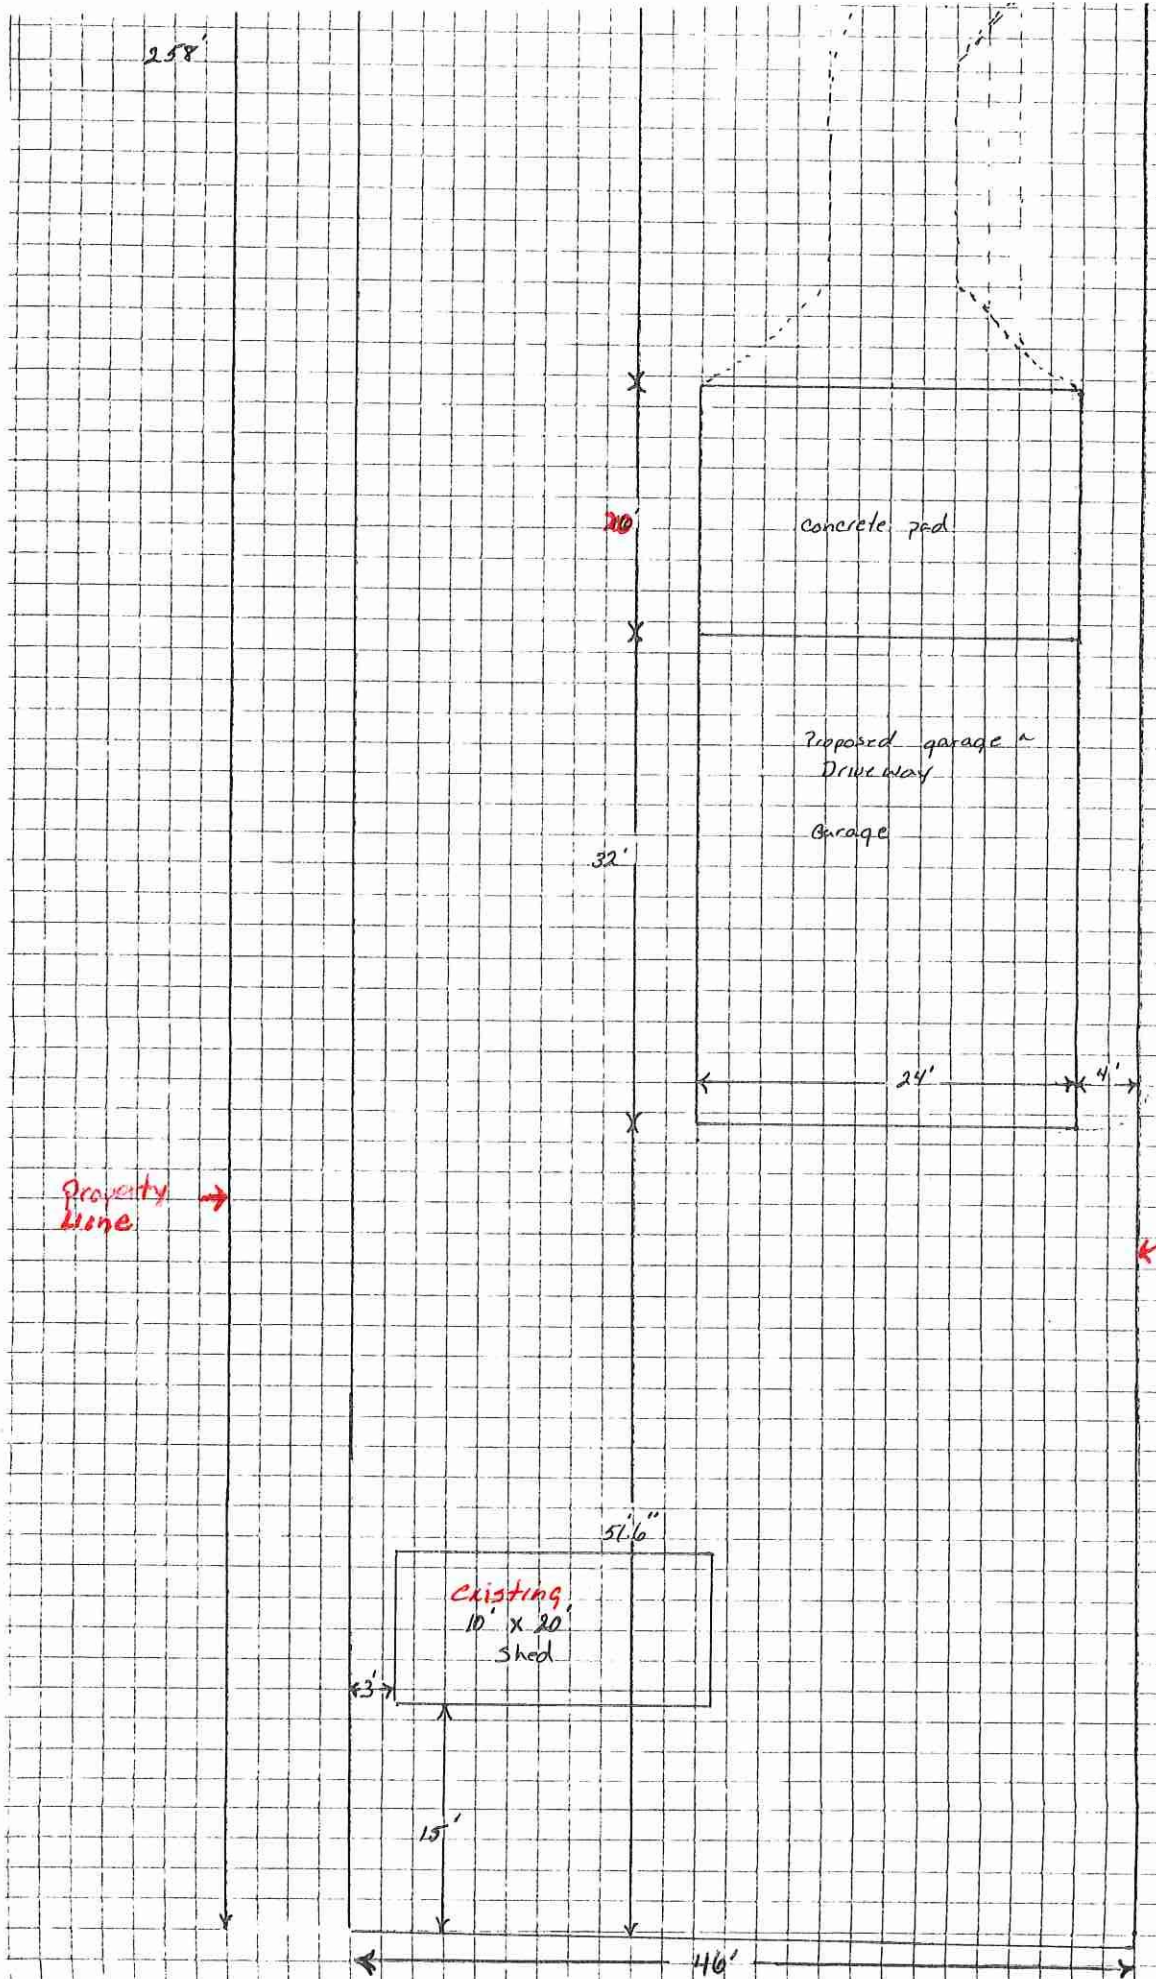 258'
concrete pad
Proposed garage ~
Driveway
Garage
32'
24'
4'
Property
Line
51'6"
existing
10' x 20'
shed
3'
15'
46'